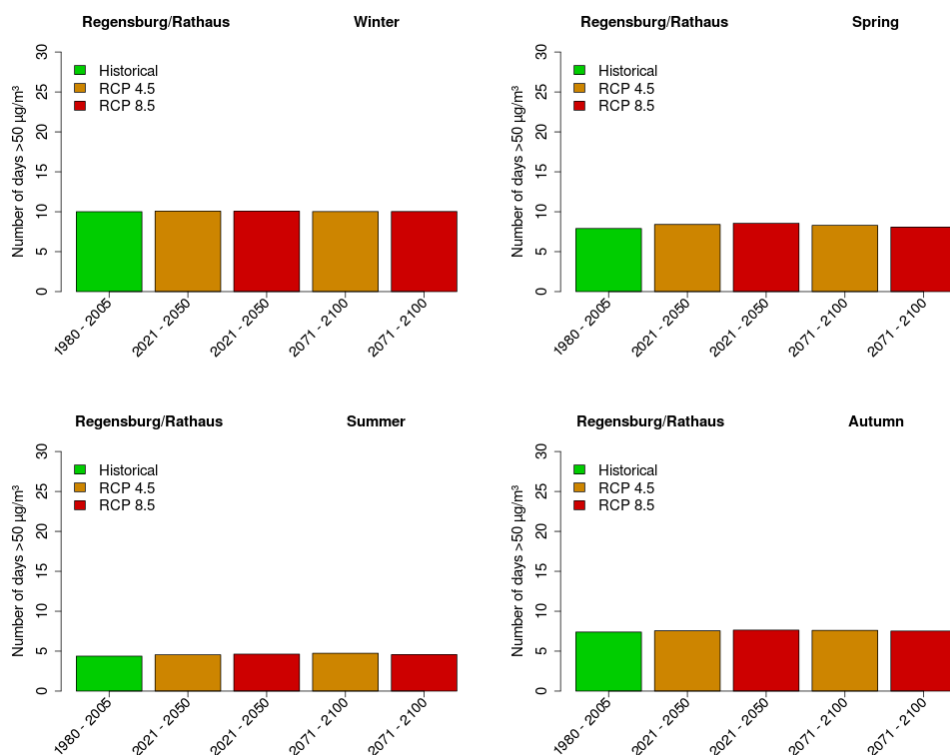 Regensburg/Rathaus Winter
Number of days >50 µg/m³
30
25
20
15
10
5
0
Historical
RCP 4.5
RCP 8.5
1980 - 2005
2021 - 2050
2021 - 2050
2071 - 2100
2071 - 2100
Regensburg/Rathaus Spring
Number of days >50 µg/m³
30
25
20
15
10
5
0
Historical
RCP 4.5
RCP 8.5
1980 - 2005
2021 - 2050
2021 - 2050
2071 - 2100
2071 - 2100
Regensburg/Rathaus Summer
Number of days >50 µg/m³
30
25
20
15
10
5
0
Historical
RCP 4.5
RCP 8.5
1980 - 2005
2021 - 2050
2021 - 2050
2071 - 2100
2071 - 2100
Regensburg/Rathaus Autumn
Number of days >50 µg/m³
30
25
20
15
10
5
0
Historical
RCP 4.5
RCP 8.5
1980 - 2005
2021 - 2050
2021 - 2050
2071 - 2100
2071 - 2100